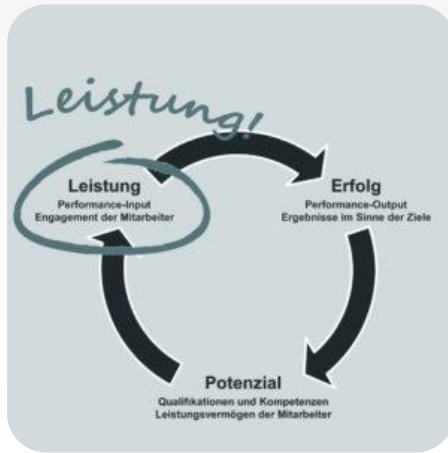 Leistung!
Leistung
Performance-Input
Engagement der Mitarbeiter
Erfolg
Performance-Output
Ergebnisse im Sinne der Ziele
Potenzial
Qualifikationen und Kompetenzen
Leistungsvermögen der Mitarbeiter